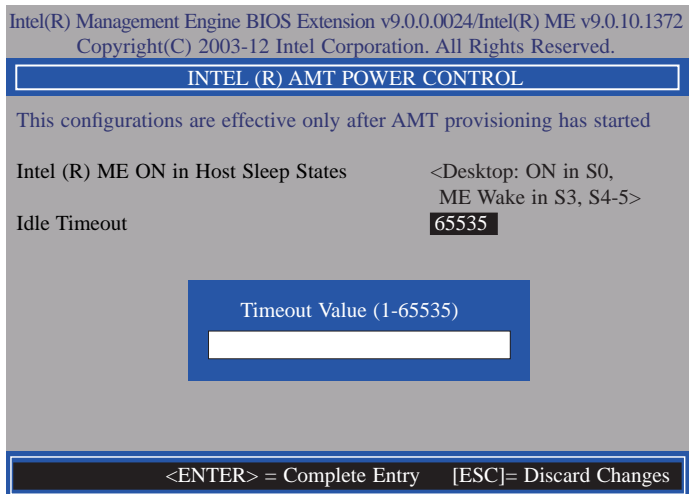 Intel(R) Management Engine BIOS Extension v9.0.0.0024/Intel(R) ME v9.0.10.1372
Copyright(C) 2003-12 Intel Corporation. All Rights Reserved.
INTEL (R) AMT POWER CONTROL
This configurations are effective only after AMT provisioning has started
Intel (R) ME ON in Host Sleep States <Desktop: ON in S0,
ME Wake in S3, S4-5>
Idle Timeout 65535
Timeout Value (1-65535)
<ENTER> = Complete Entry [ESC]= Discard Changes